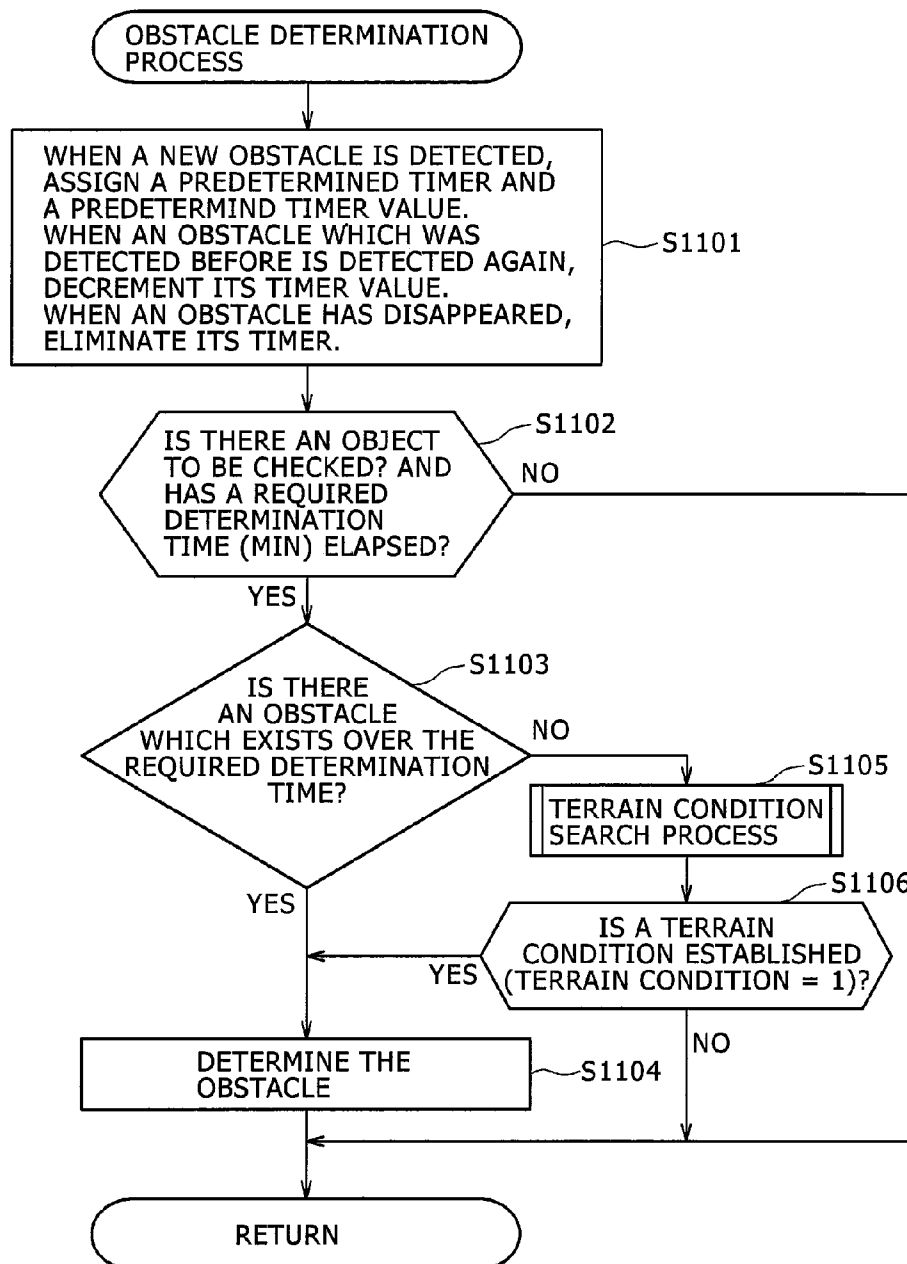 OBSTACLE DETERMINATION
PROCESS
WHEN A NEW OBSTACLE IS DETECTED,
ASSIGN A PREDETERMINED TIMER AND
A PREDETERMIND TIMER VALUE.
WHEN AN OBSTACLE WHICH WAS
DETECTED BEFORE IS DETECTED AGAIN,
DECREMENT ITS TIMER VALUE.
WHEN AN OBSTACLE HAS DISAPPEARED,
ELIMINATE ITS TIMER.
S1101
S1102
IS THERE AN OBJECT
TO BE CHECKED? AND
HAS A REQUIRED
DETERMINATION
TIME (MIN) ELAPSED?
NO
YES
S1103
IS THERE
AN OBSTACLE
WHICH EXISTS OVER THE
REQUIRED DETERMINATION
TIME?
NO
S1105
TERRAIN CONDITION
SEARCH PROCESS
YES
S1106
IS A TERRAIN
CONDITION ESTABLISHED
(TERRAIN CONDITION = 1)?
YES
NO
DETERMINE THE
OBSTACLE
S1104
RETURN